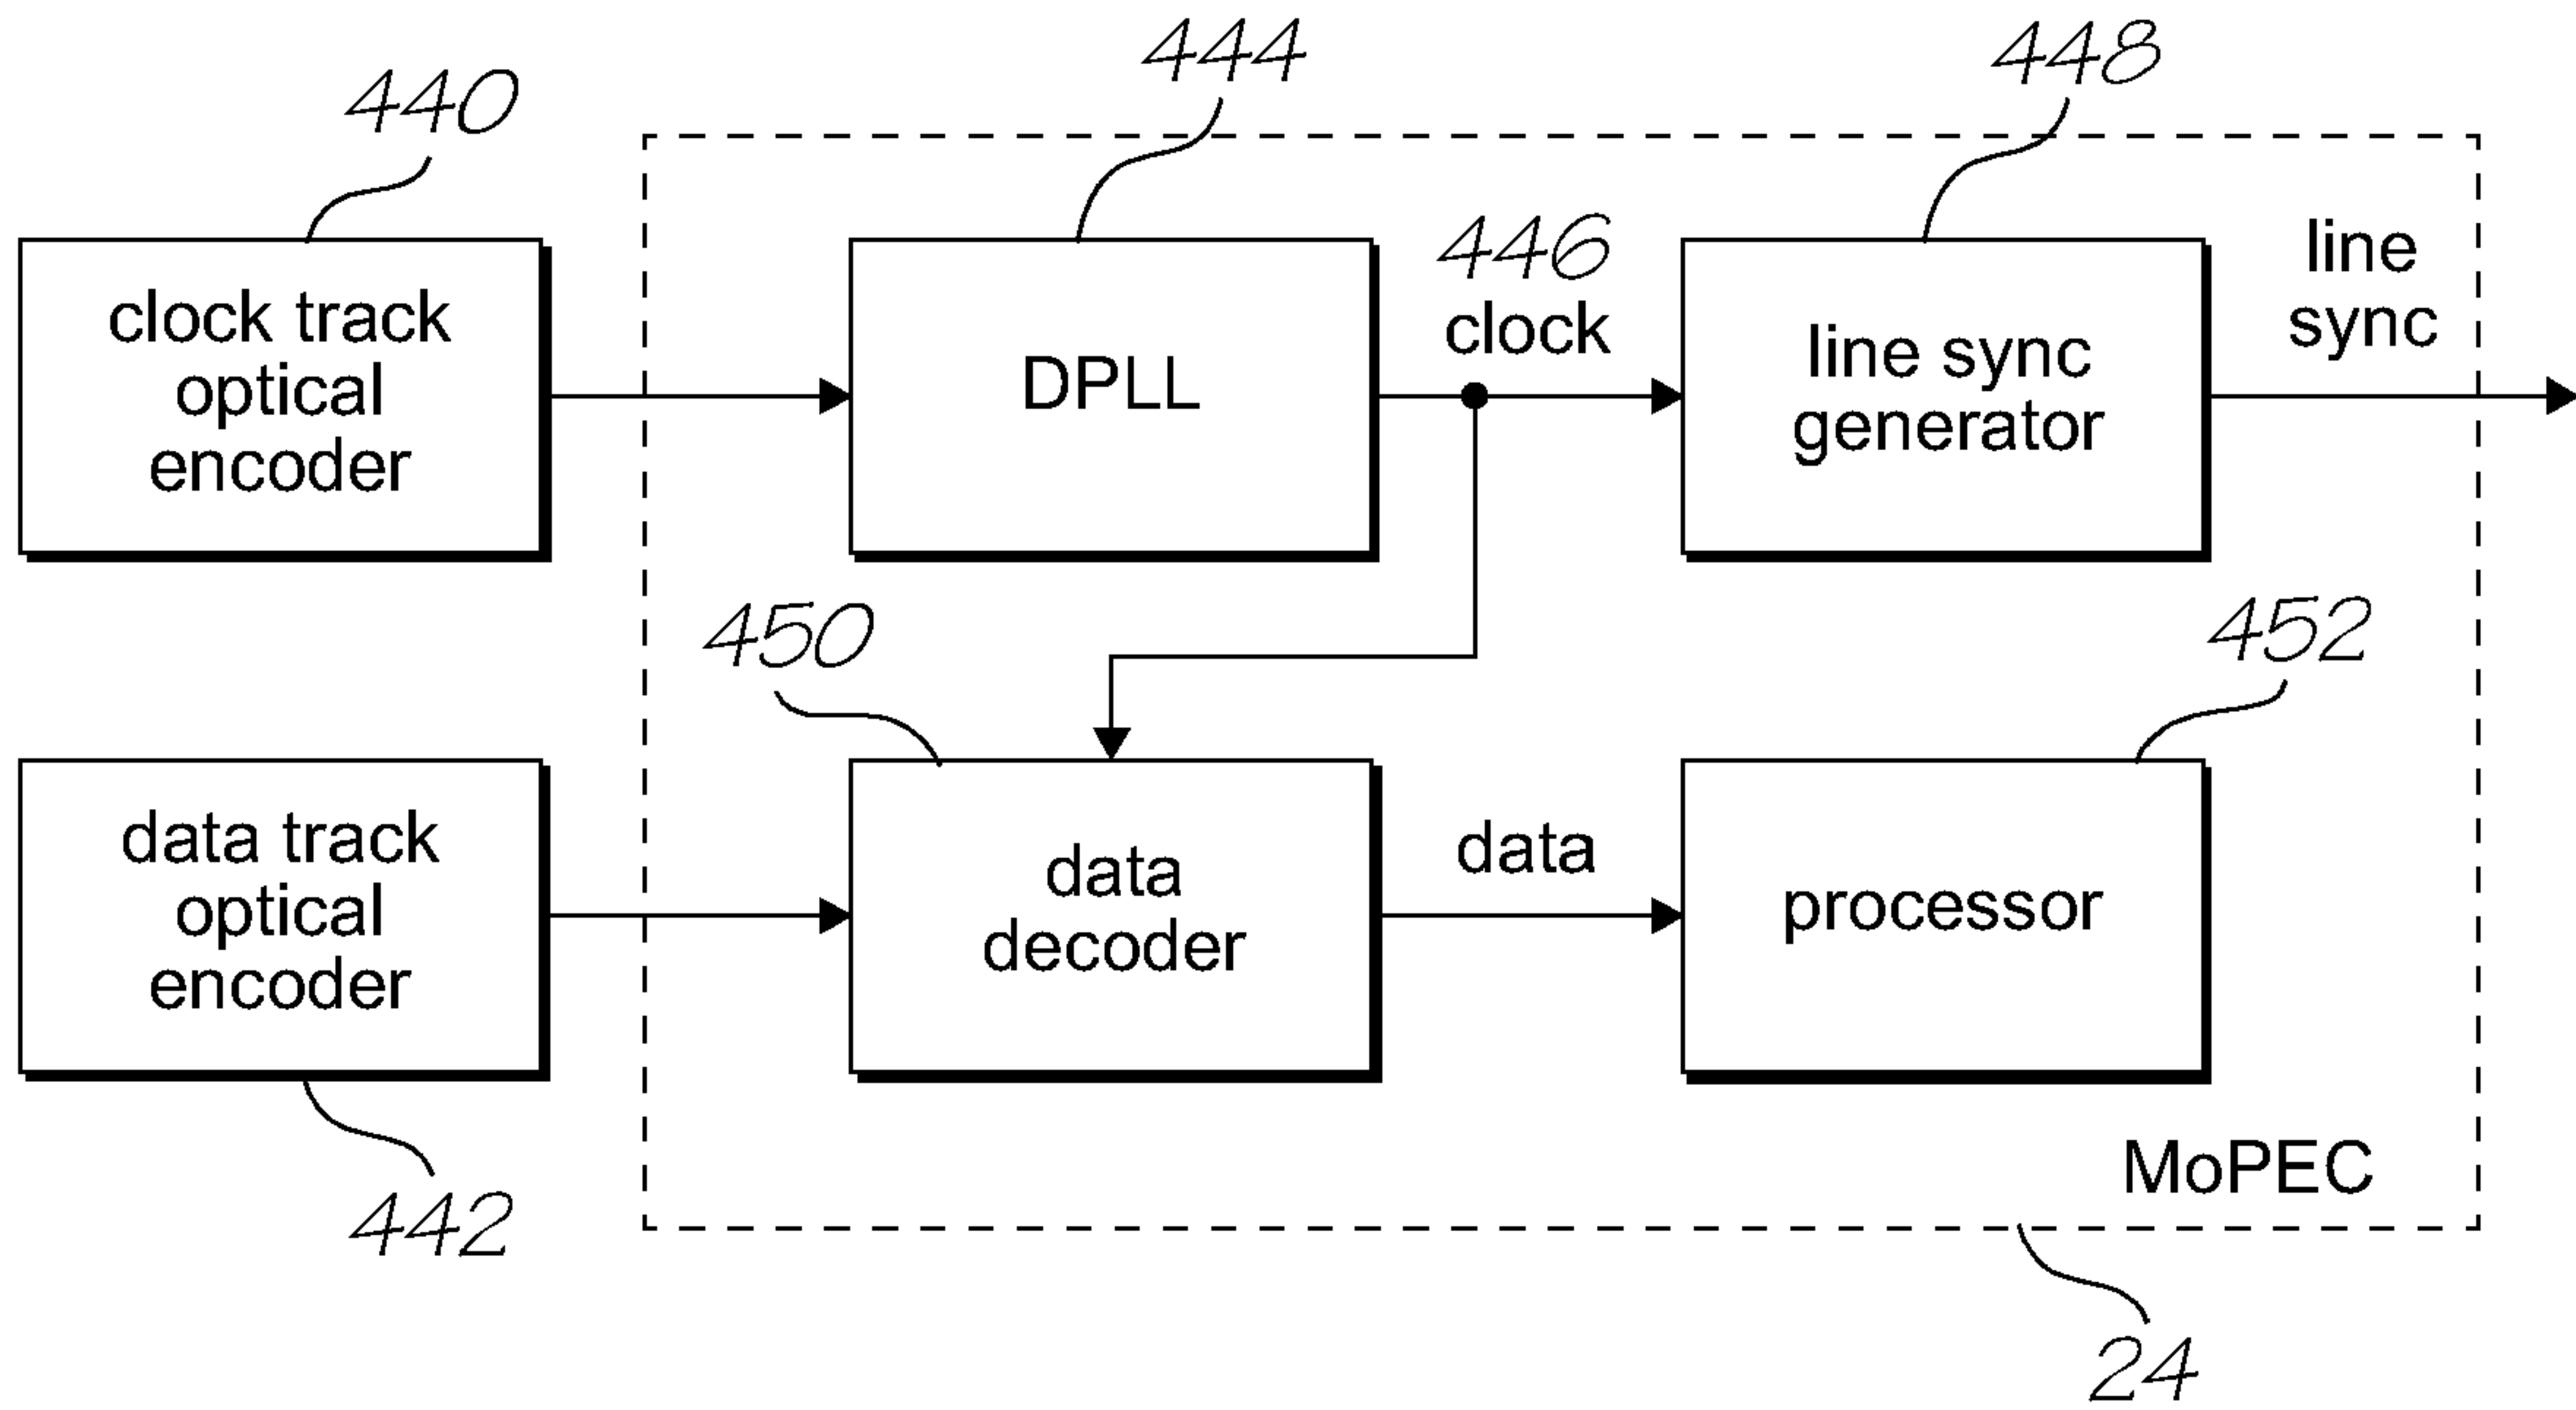 440
444
448
446
clock
line
sync
clock track
optical
encoder
DPLL
line sync
generator
450
452
data track
optical
encoder
data
decoder
data
processor
MoPEC
442
24